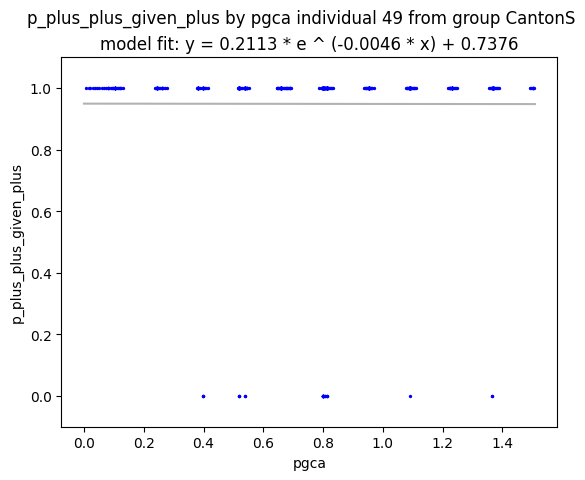 p_plus_plus_given_plus by pgca individual 49 from group CantonS
model fit: y = 0.2113 * e ^ (-0.0046 * x) + 0.7376
1.0
0.8
0.6
0.4
0.2
0.0
p_plus_plus_given_plus
0.0 0.2 0.4 0.6 0.8 1.0 1.2 1.4
pgca